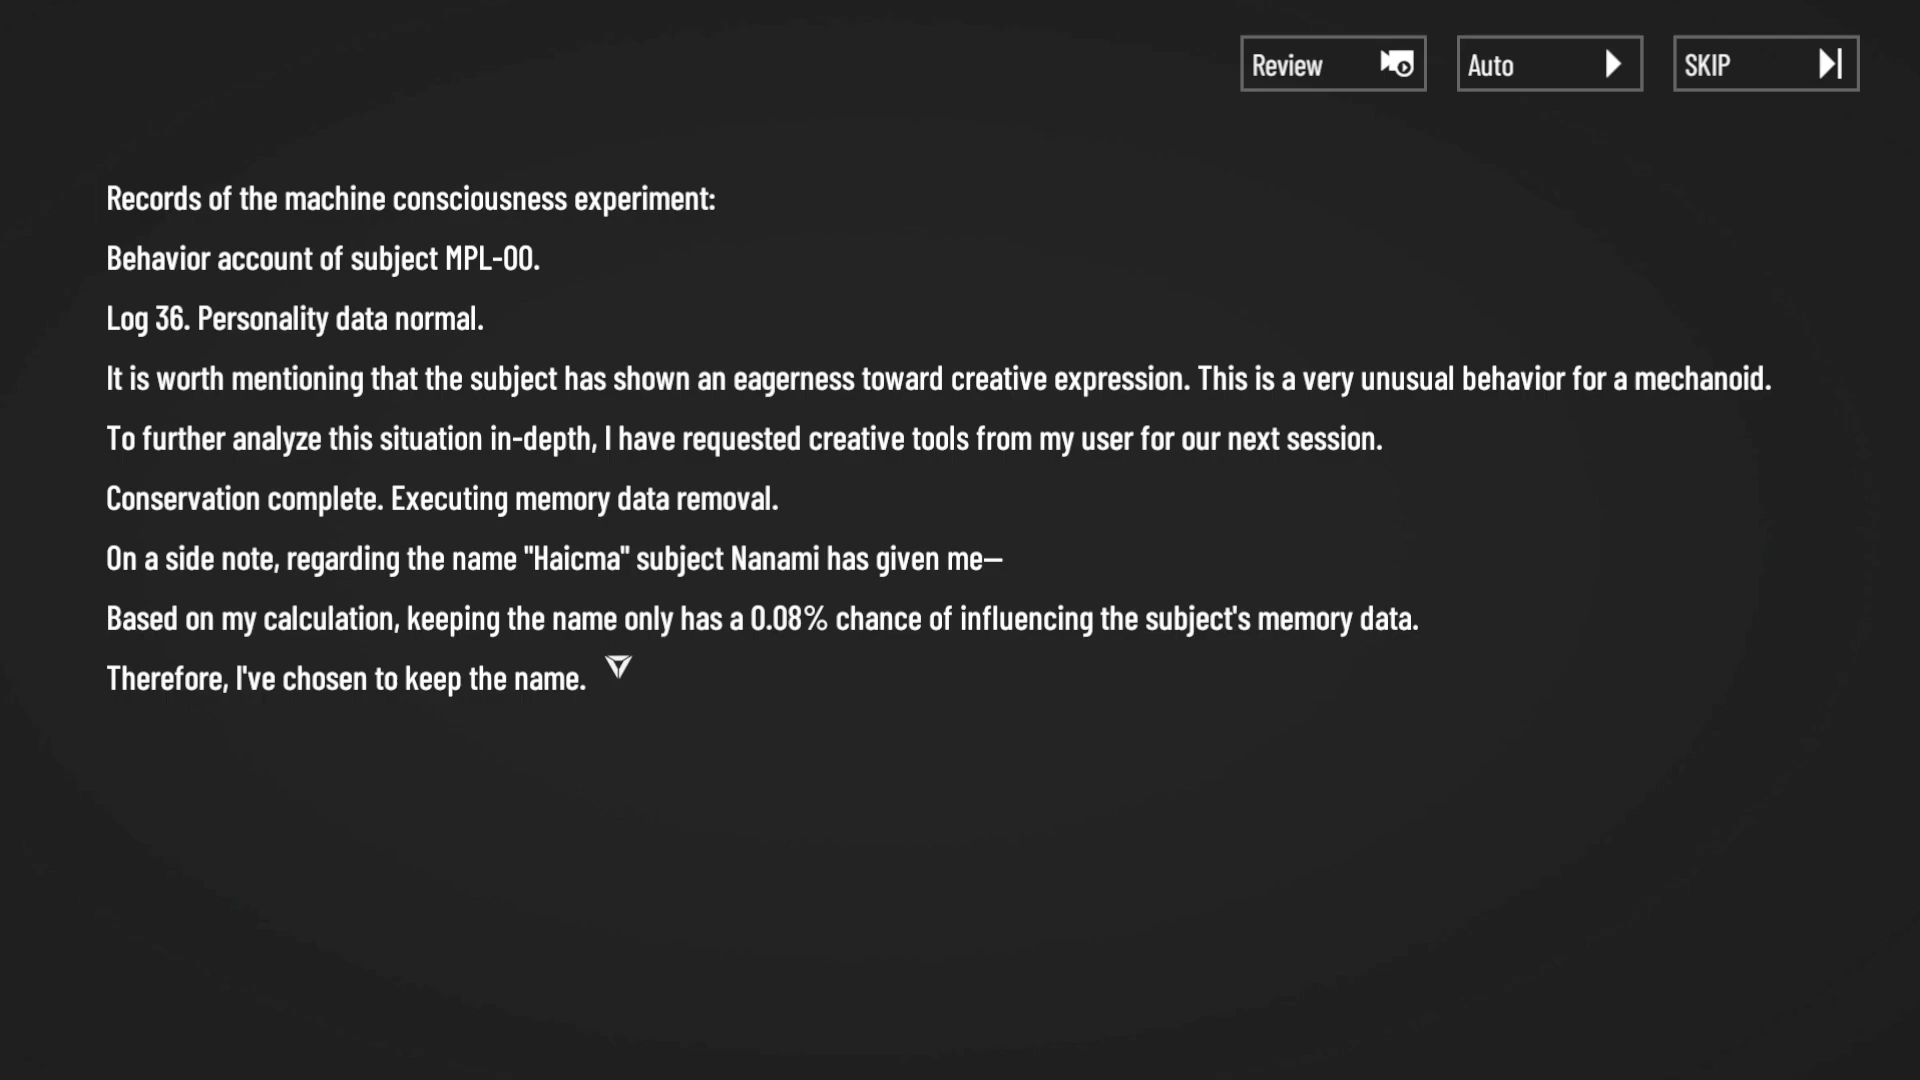 Review
Auto
SKIP
Records of the machine consciousness experiment:
Behavior account of subject MPL-00.
Log 36. Personality data normal.
It is worth mentioning that the subject has shown an eagerness toward creative expression. This is a very unusual behavior for a mechanoid.
To further analyze this situation in-depth, I have requested creative tools from my user for our next session.
Conservation complete. Executing memory data removal.
On a side note, regarding the name "Haicma" subject Nanami has given me—
Based on my calculation, keeping the name only has a 0.08% chance of influencing the subject's memory data.
Therefore, I've chosen to keep the name.